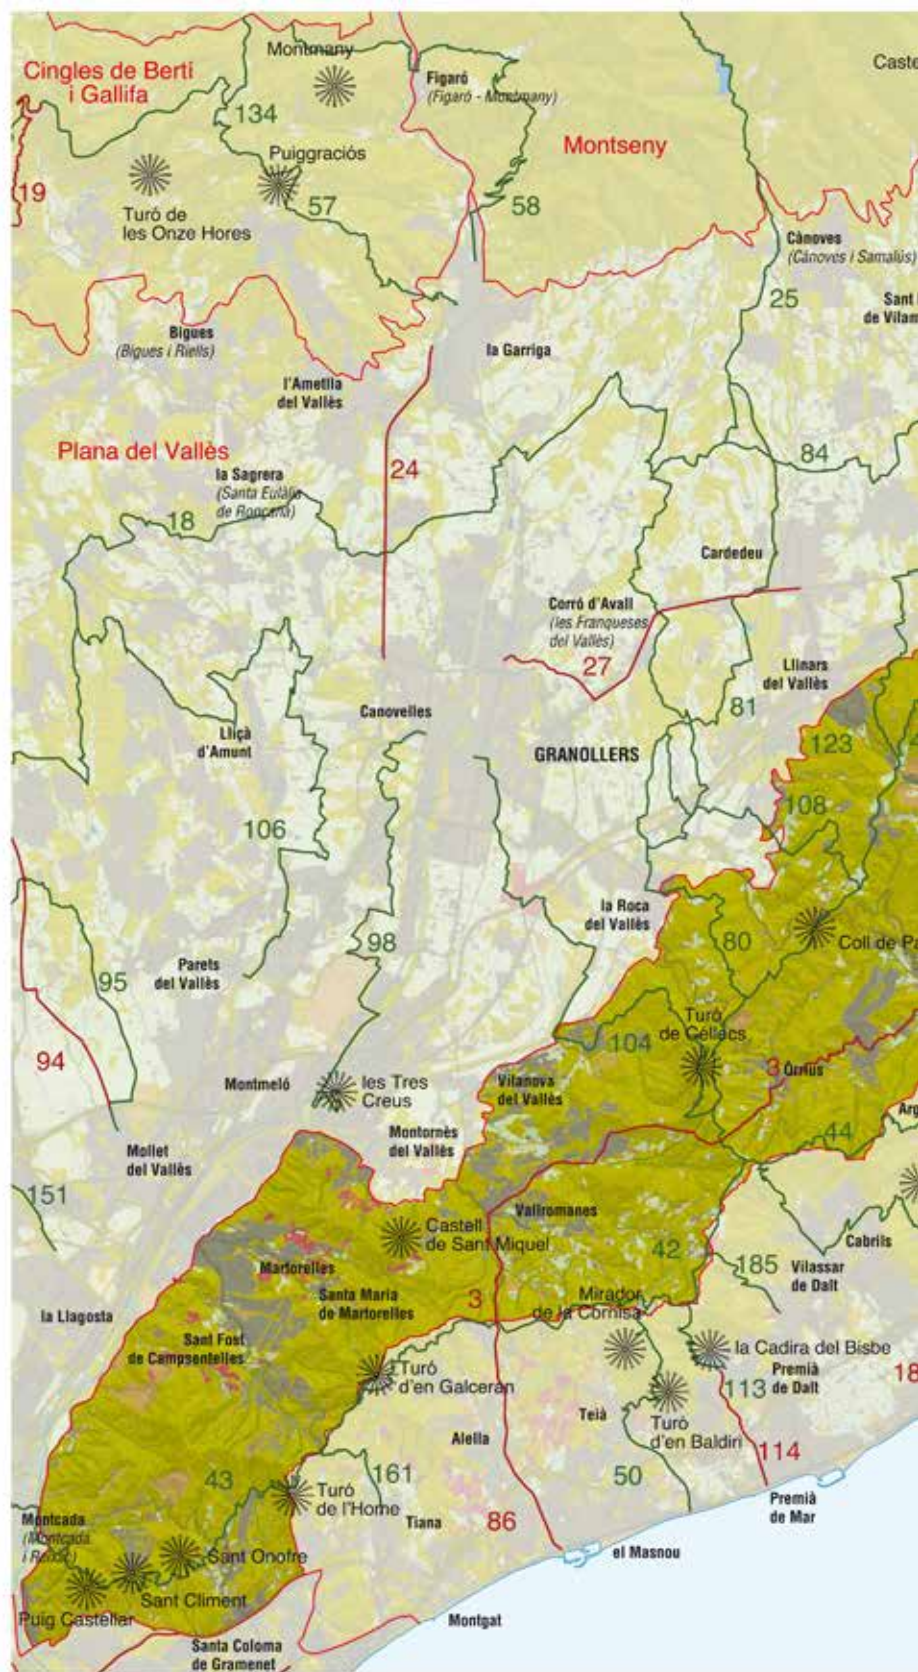 Montmany
Cingles de Bertí
i Gallifa
Figaró
(Figaró - Montmany)
134
Montseny
Puiggraciós
19
57
58
Turó de
les Onze Hores
Cànoves
(Cànoves i Samalús)
25
Sant
de Vilam
Bigues
(Bigues i Riells)
la Garriga
l'Ametlla
del Vallès
Plana del Vallès
la Sagrera
(Santa Eulàlia
de Ronçana)
24
84
18
Cardedeu
Corró d'Avall
(les Franqueses
del Vallès)
27
Llinars
del Vallès
81
Canovelles
Lliçà
d'Amunt
GRANOLLERS
123
4
106
108
la Roca
del Vallès
98
80
Coll de Pa
Parets
del Vallès
95
Turó
de Céllecs
94
104
3
Òrrius
Montmeló
les Tres
Creus
Vilanova
del Vallès
Montornès
del Vallès
Arg
44
Mollet
del Vallès
151
Castell
de Sant Miquel
Vallromanes
42
Cabrils
185
Vilassar
de Dalt
Martorelles
Santa Maria
de Martorelles
3
Mirador
de la Cornisa
la Llagosta
Sant Fost
de Campsentelles
la Cadira del Bisbe
Turó
d'en Galceran
Premià
de Dalt
18
113
Teià
Turó
d'en Baldiri
Alella
114
43
161
50
Turó
de l'Home
Premià
de Mar
Montcada
(Montcada
i Reixac)
Tiana
86
Sant Onofre
el Masnou
Sant Climent
Puig Castellar
Montgat
Santa Coloma
de Gramenet